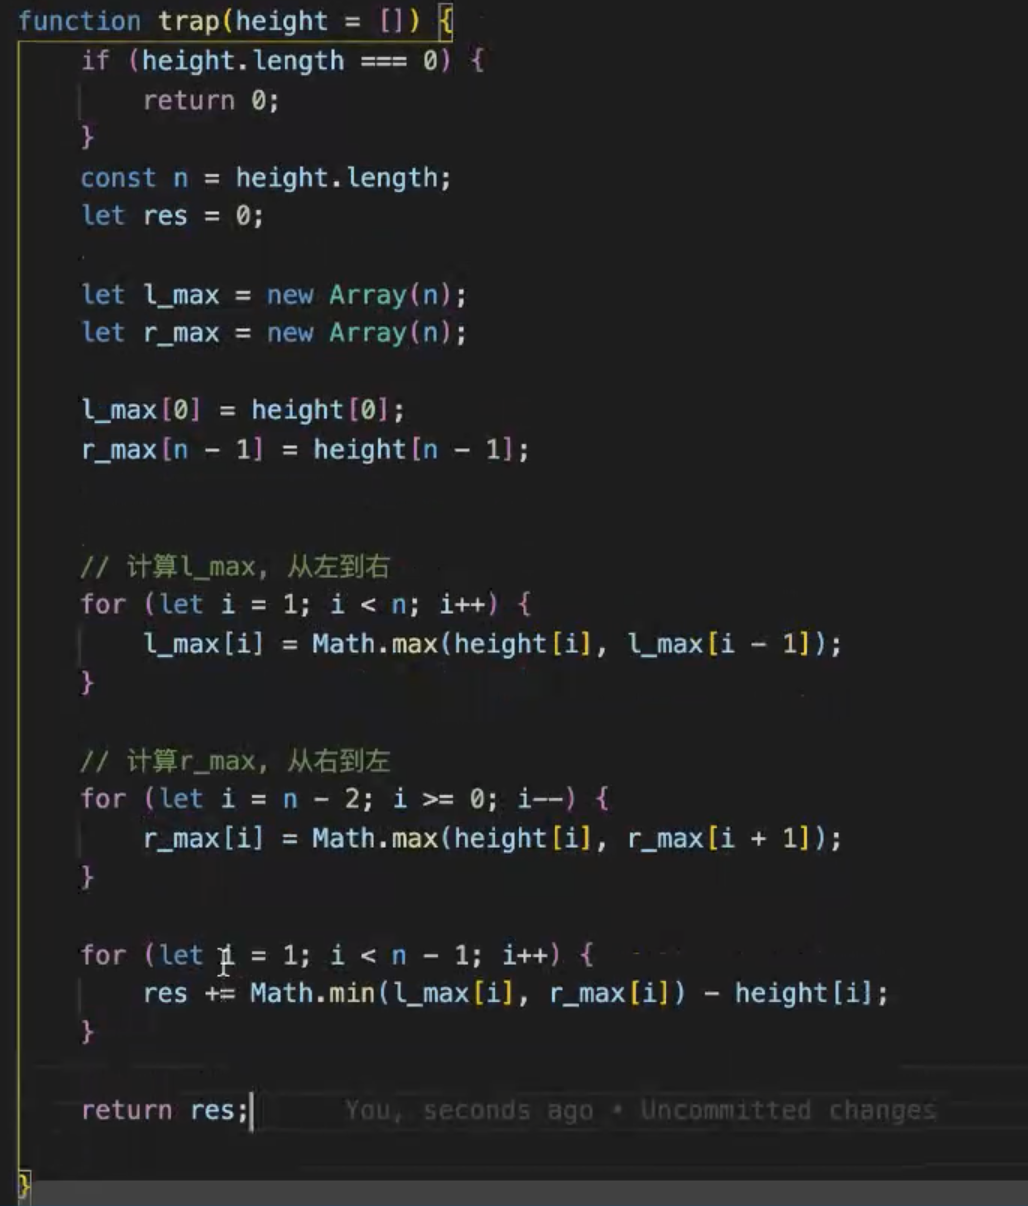 function trap(height = []) {
    if (height.length === 0) {
        return 0;
    }
    const n = height.length;
    let res = 0;
    let l_max = new Array(n);
    let r_max = new Array(n);
    l_max[0] = height[0];
    r_max[n - 1] = height[n - 1];
    // 计算l_max, 从左到右
    for (let i = 1; i < n; i++) {
        l_max[i] = Math.max(height[i], l_max[i - 1]);
    }
    // 计算r_max, 从右到左
    for (let i = n - 2; i >= 0; i--) {
        r_max[i] = Math.max(height[i], r_max[i + 1]);
    }
    for (let i = 1; i < n - 1; i++) {
        res += Math.min(l_max[i], r_max[i]) - height[i];
    }
    return res; You, seconds ago • Uncommitted changes
}